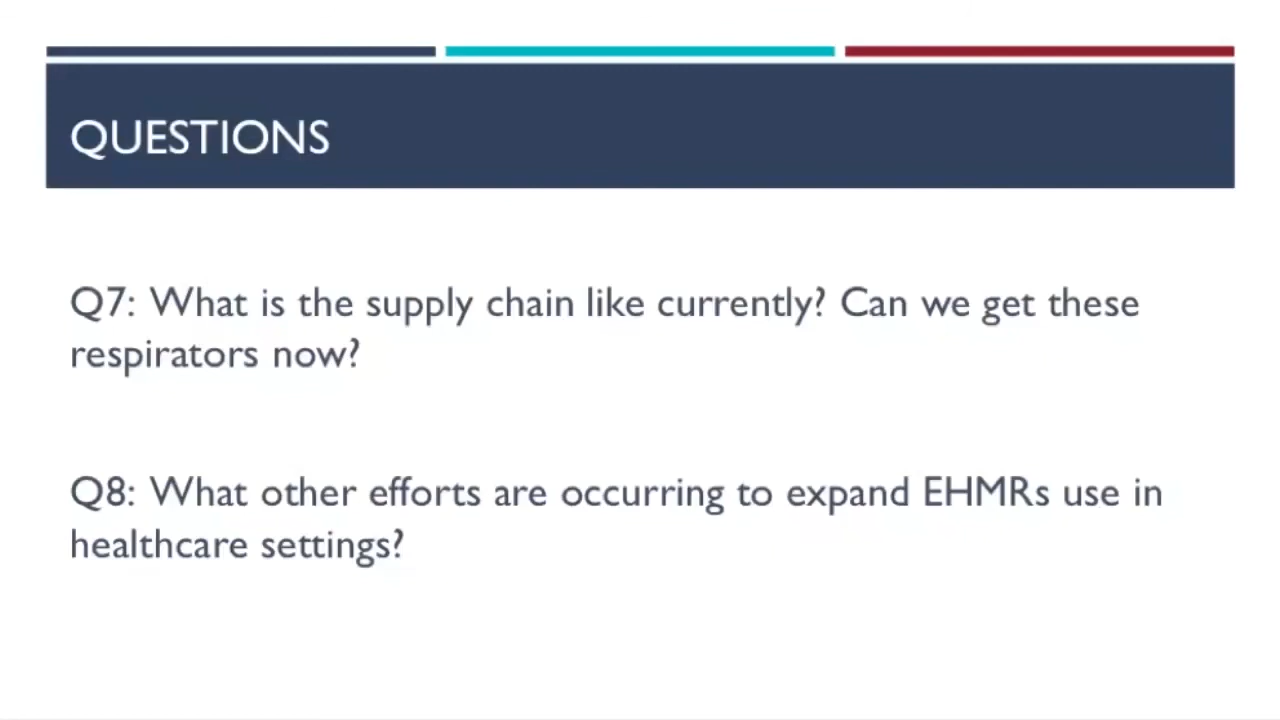 QUESTIONS
Q7: What is the supply chain like currently? Can we get these
respirators now?
Q8: What other efforts are occurring to expand EHMRs use in
healthcare settings?